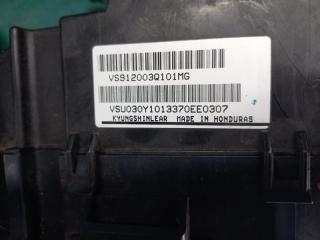 VS912003Q101MG
VSU030Y1013370EE0307
KYUNGSHINLEAR MADE IN HONDURAS